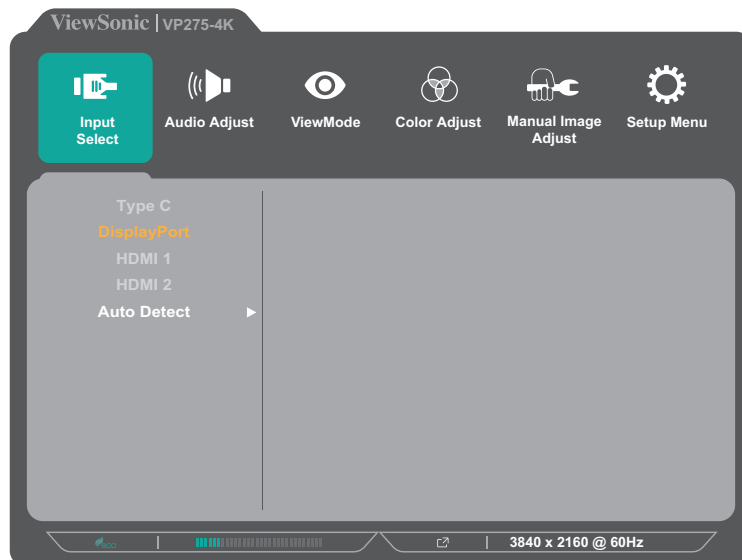 ViewSonic | VP275-4K
Input Select
Audio Adjust
ViewMode
Color Adjust
Manual Image Adjust
Setup Menu
Type C
DisplayPort
HDMI 1
HDMI 2
Auto Detect
eco
3840 x 2160 @ 60Hz